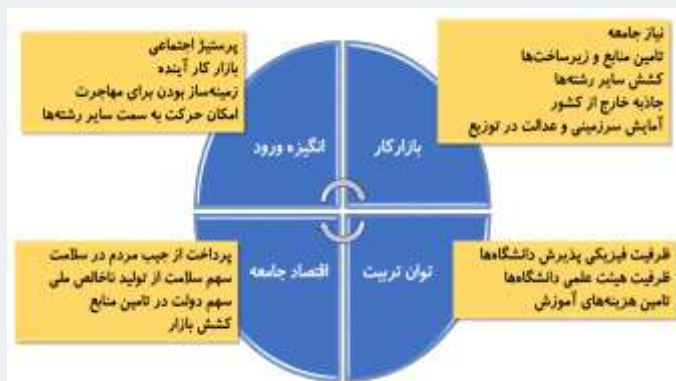 نیاز جامعه
تامین منابع و زیرساخت‌ها
کشش سایر رشته‌ها
جاذبه خارج از کشور
آمایش سرزمینی و عدالت در توزیع
پرستیژ اجتماعی
بازار کار آینده
زمینه‌ساز بودن برای مهاجرت
امکان حرکت به سمت سایر رشته‌ها
بازارکار
انگیزه ورود
توان تربیت
اقتصاد جامعه
ظرفیت فیزیکی پذیرش دانشگاه‌ها
ظرفیت هیئت علمی دانشگاه‌ها
تامین هزینه‌های آموزش
پرداخت از جیب مردم در سلامت
سهم سلامت از تولید ناخالص ملی
سهم دولت در تامین منابع
کشش بازار